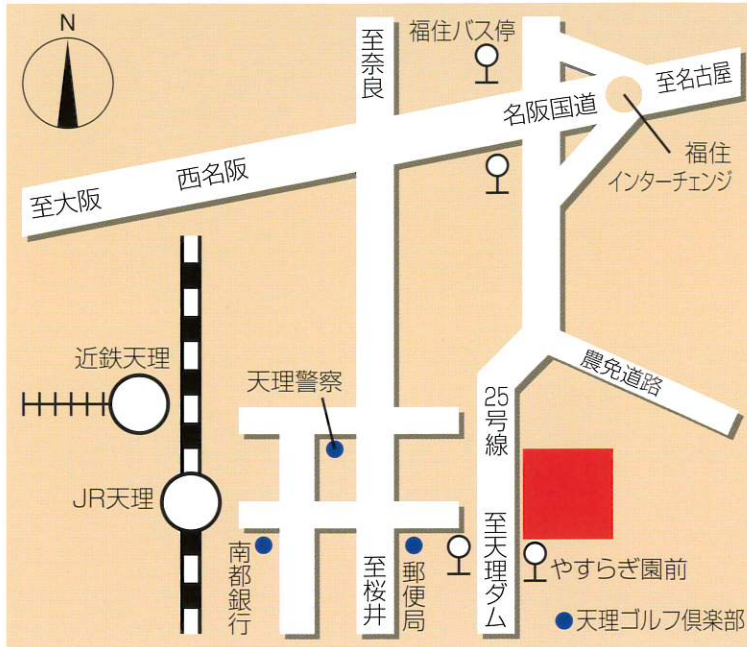 N
至奈良
福住バス停
至名古屋
名阪国道
福住
インターチェンジ
西名阪
至大阪
近鉄天理
天理警察
25号線
農免道路
JR天理
南都銀行
至桜井
郵便局
至天理ダム
やすらぎ園前
天理ゴルフ倶楽部